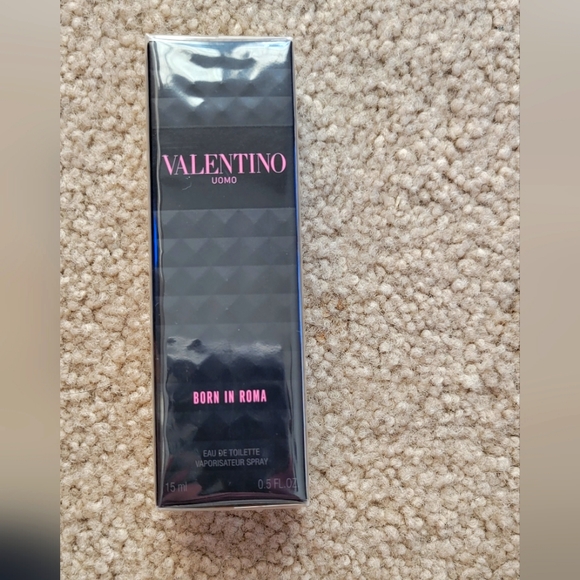 VALENTINO
UOMO
BORN IN ROMA
EAU DE TOILETTE
VAPORISATEUR SPRAY
15 ml 0.5 FL.OZ